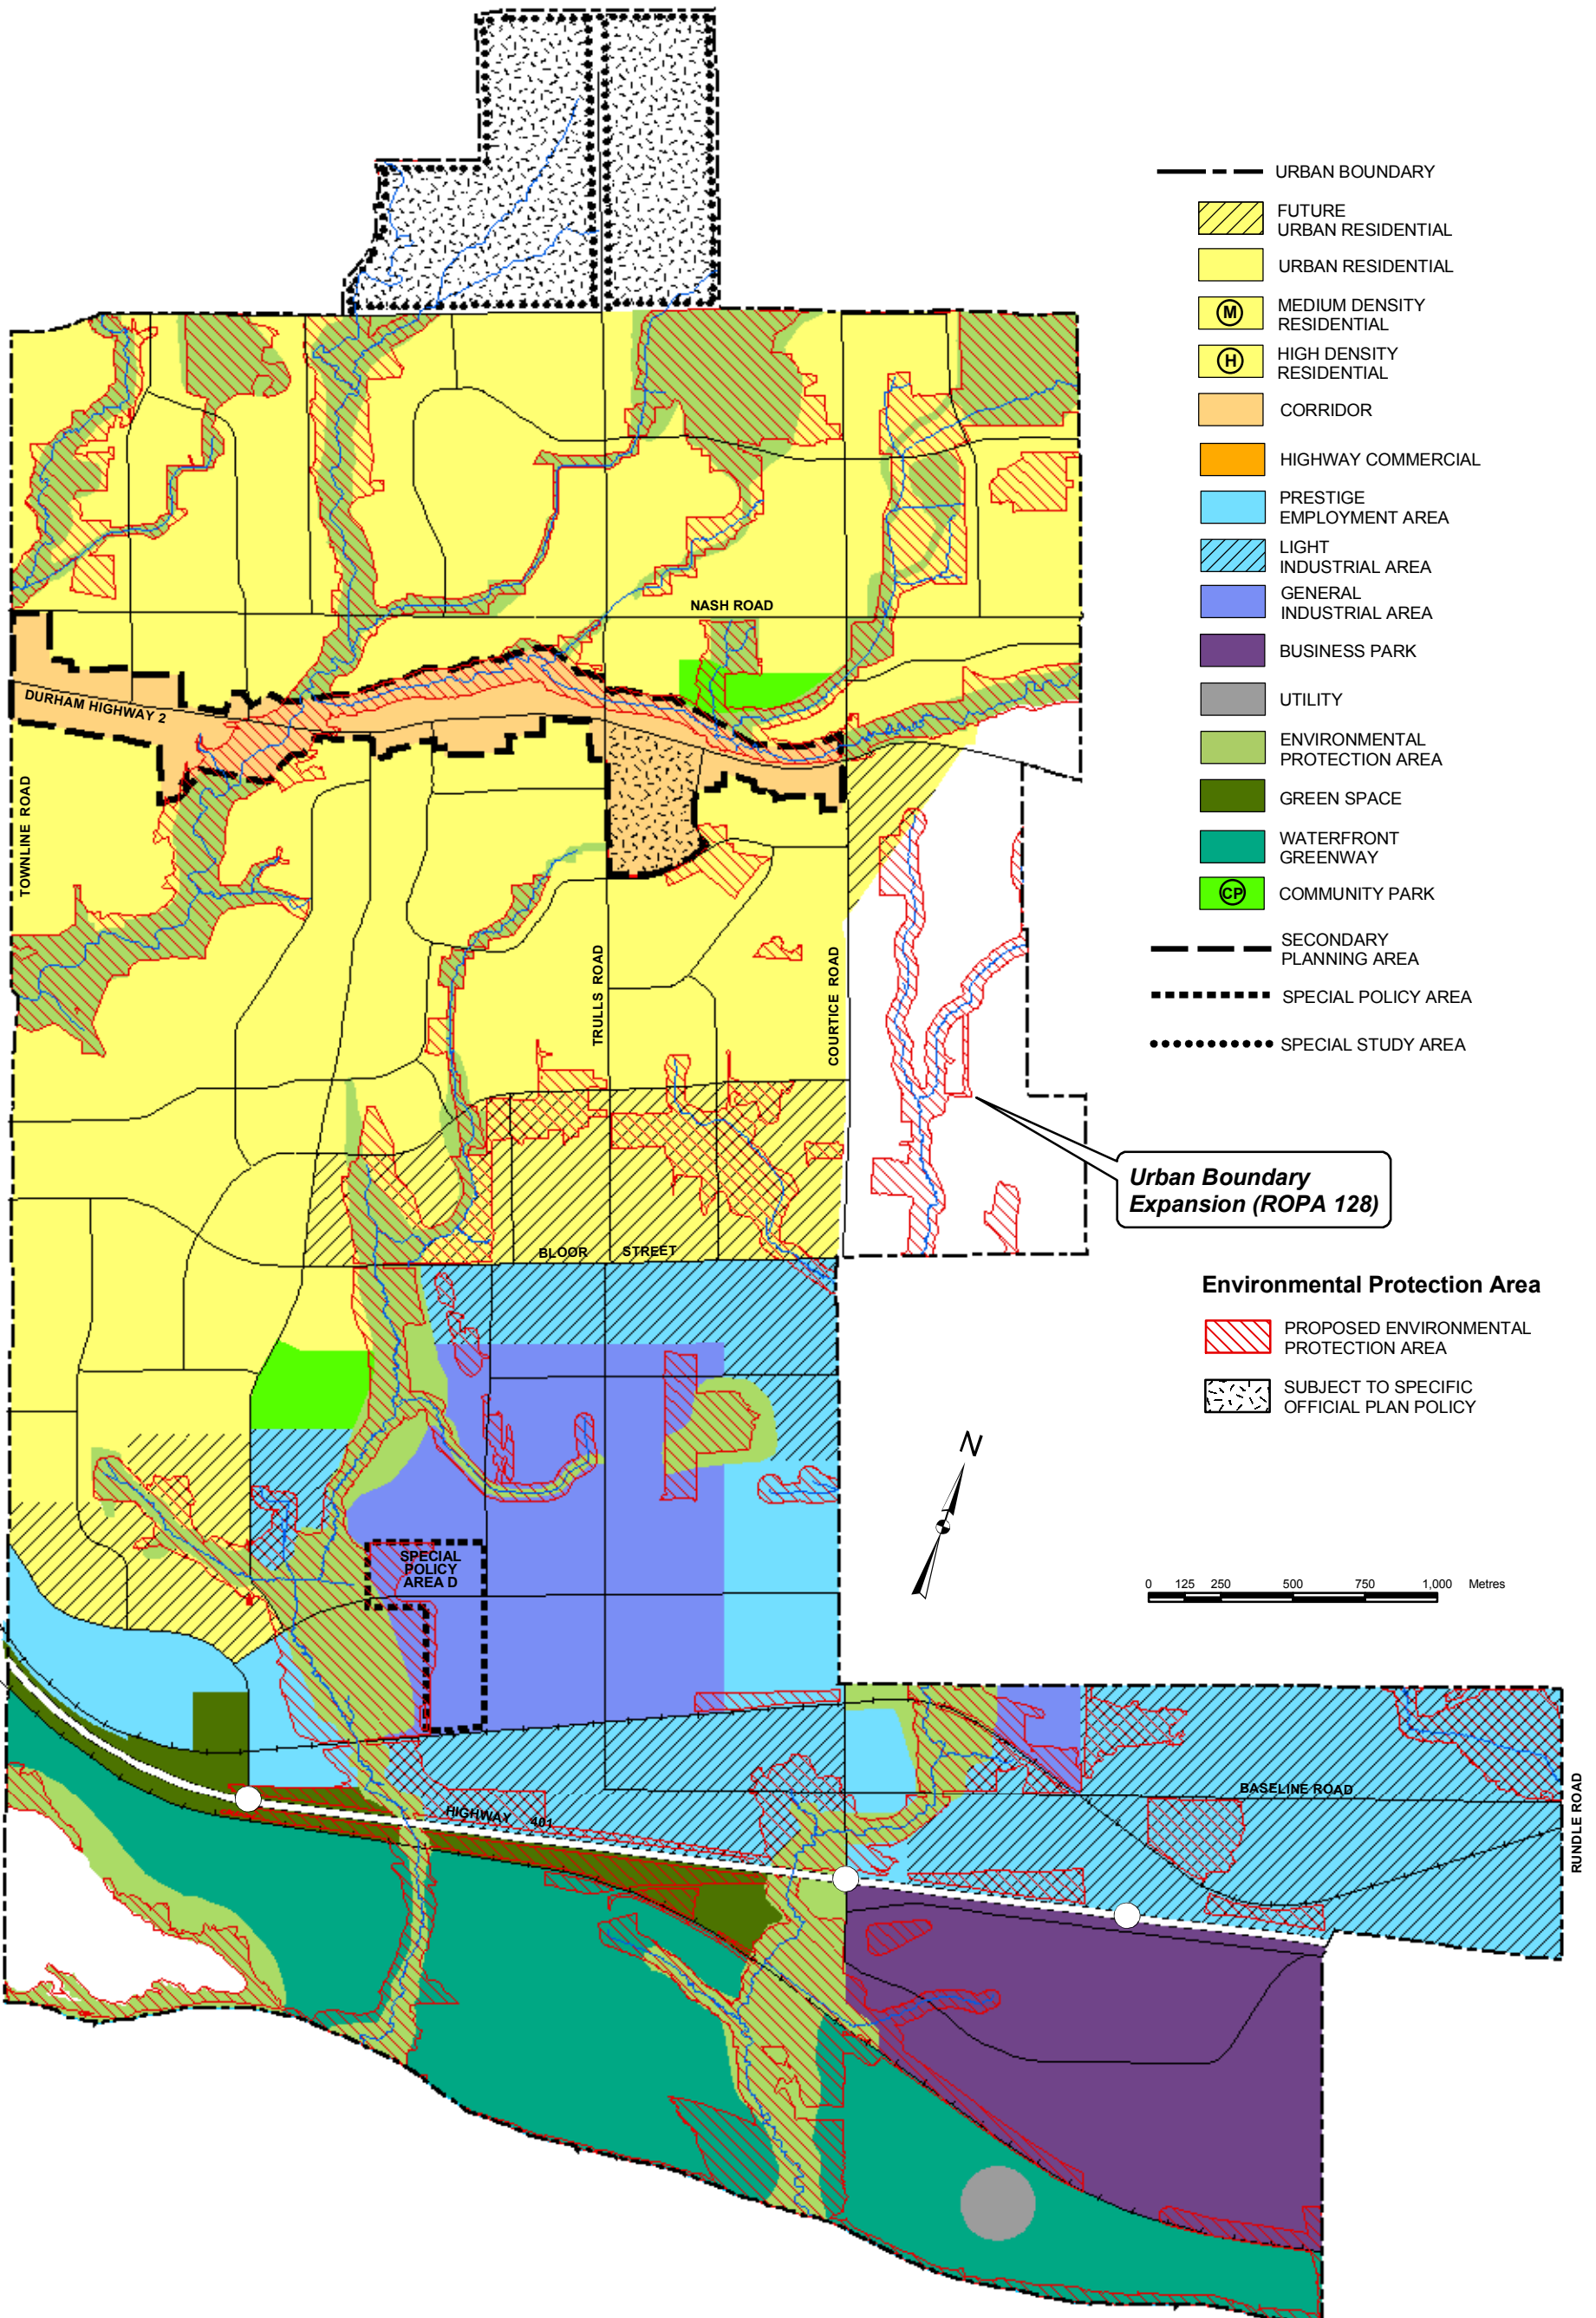 URBAN BOUNDARY
FUTURE
URBAN RESIDENTIAL
URBAN RESIDENTIAL
M
MEDIUM DENSITY
RESIDENTIAL
H
HIGH DENSITY
RESIDENTIAL
CORRIDOR
HIGHWAY COMMERCIAL
PRESTIGE
EMPLOYMENT AREA
LIGHT
INDUSTRIAL AREA
GENERAL
INDUSTRIAL AREA
BUSINESS PARK
UTILITY
ENVIRONMENTAL
PROTECTION AREA
GREEN SPACE
WATERFRONT
GREENWAY
CP
COMMUNITY PARK
SECONDARY
PLANNING AREA
SPECIAL POLICY AREA
SPECIAL STUDY AREA
NASH ROAD
DURHAM HIGHWAY 2
TOWNLINE ROAD
TRULLS ROAD
COURTICE ROAD
Urban Boundary
Expansion (ROPA 128)
BLOOR STREET
Environmental Protection Area
PROPOSED ENVIRONMENTAL
PROTECTION AREA
SUBJECT TO SPECIFIC
OFFICIAL PLAN POLICY
N
SPECIAL
POLICY
AREA D
0 125 250 500 750 1,000 Metres
BASELINE ROAD
HIGHWAY 401
RUNDLE ROAD